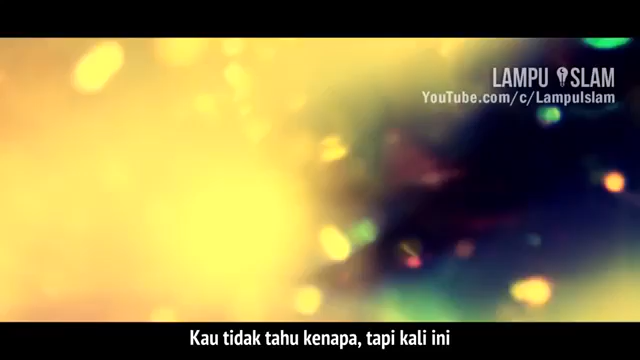 LAMPU ISLAM
YouTube.com/c/LampuIslam
Kau tidak tahu kenapa, tapi kali ini